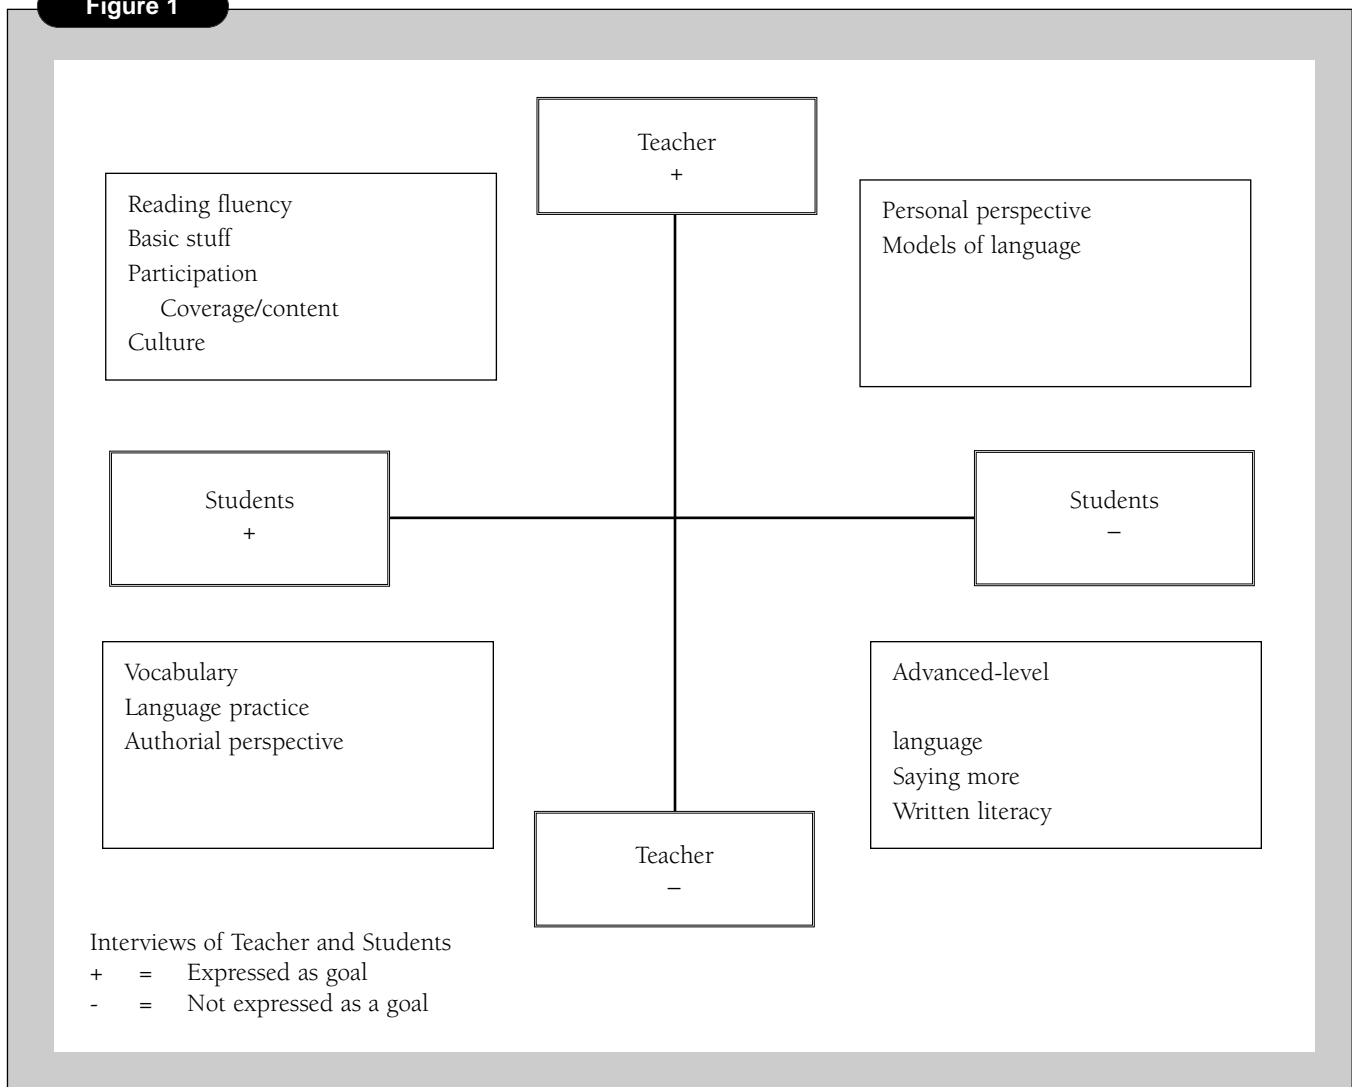 Figure 1
Teacher
+
Reading fluency
Basic stuff
Participation
Coverage/content
Culture
Personal perspective
Models of language
Students
+
Students
–
Vocabulary
Language practice
Authorial perspective
Advanced-level
language
Saying more
Written literacy
Teacher
–
Interviews of Teacher and Students
+ = Expressed as goal
- = Not expressed as a goal